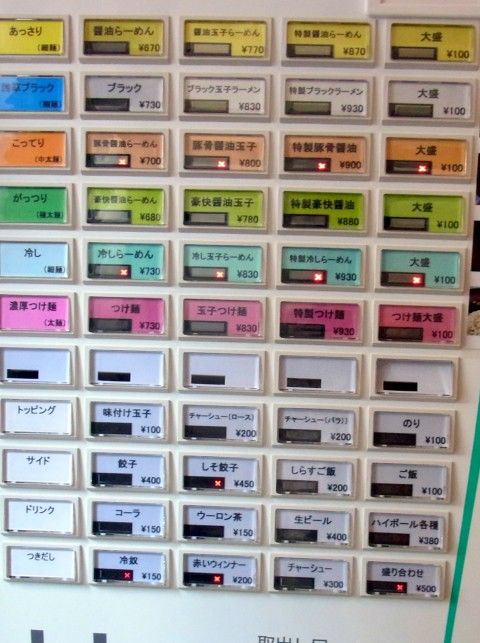 あっさり
(細麺)
醤油らーめん
¥670
醤油玉子らーめん
¥770
特製醤油らーめん
¥870
大盛
¥100
浅草ブラック
(細麺)
ブラック
¥730
ブラック玉子ラーメン
¥830
特製ブラックラーメン
¥930
大盛
¥100
こってり
(中太麺)
豚骨醤油らーめん
¥700
豚骨醤油玉子
¥800
特製豚骨醤油
¥900
大盛
¥100
がっつり
(極太麺)
豪快醤油らーめん
¥680
豪快醤油玉子
¥780
特製豪快醤油
¥880
大盛
¥100
冷し
(細麺)
冷しらーめん
¥730
冷し玉子らーめん
¥830
特製冷しらーめん
¥930
大盛
¥100
濃厚つけ麺
(太麺)
つけ麺
¥730
玉子つけ麺
¥830
特製つけ麺
¥930
つけ麺大盛
¥100
トッピング
味付け玉子
¥100
チャーシュー(ロース)
¥200
チャーシュー(バラ)
¥200
のり
¥100
サイド
餃子
¥400
しそ餃子
¥450
しらすご飯
¥200
ご飯
¥100
ドリンク
コーラ
¥150
ウーロン茶
¥150
生ビール
¥400
ハイボール各種
¥380
つきだし
冷奴
¥150
赤いウィンナー
¥200
チャーシュー
¥300
盛り合わせ
¥500